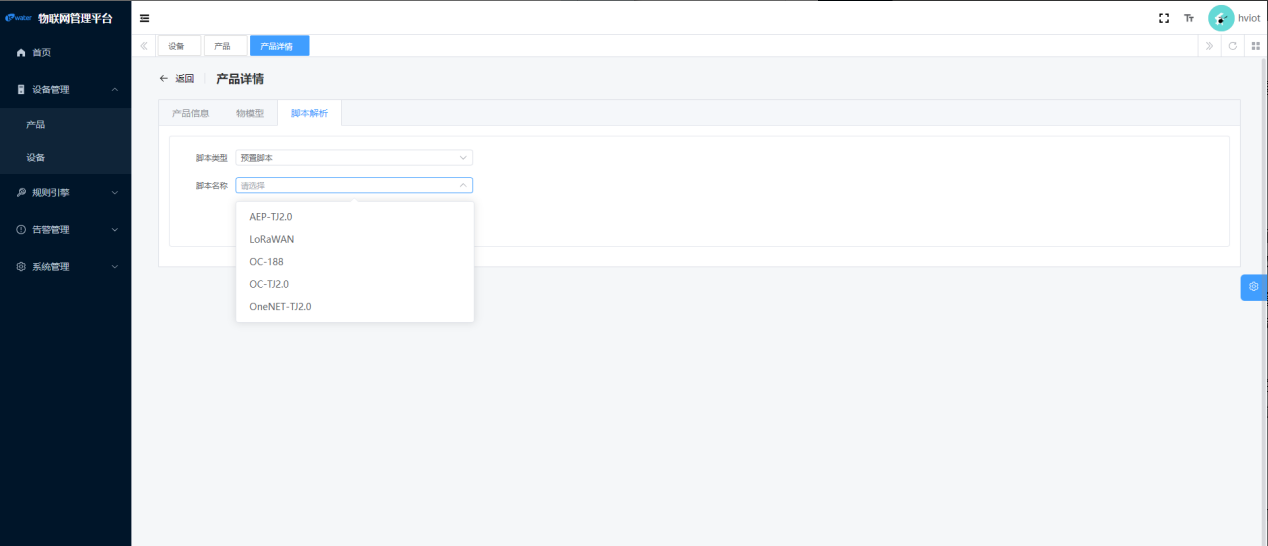 water 物联网管理平台
hviot
首页
设备管理
产品
设备
规则引擎
告警管理
系统管理
设备 产品 产品详情
返回 产品详情
产品信息 物模型 脚本解析
脚本类型 预置脚本
脚本名称 请选择
AEP-TJ2.0
LoRaWAN
OC-188
OC-TJ2.0
OneNET-TJ2.0